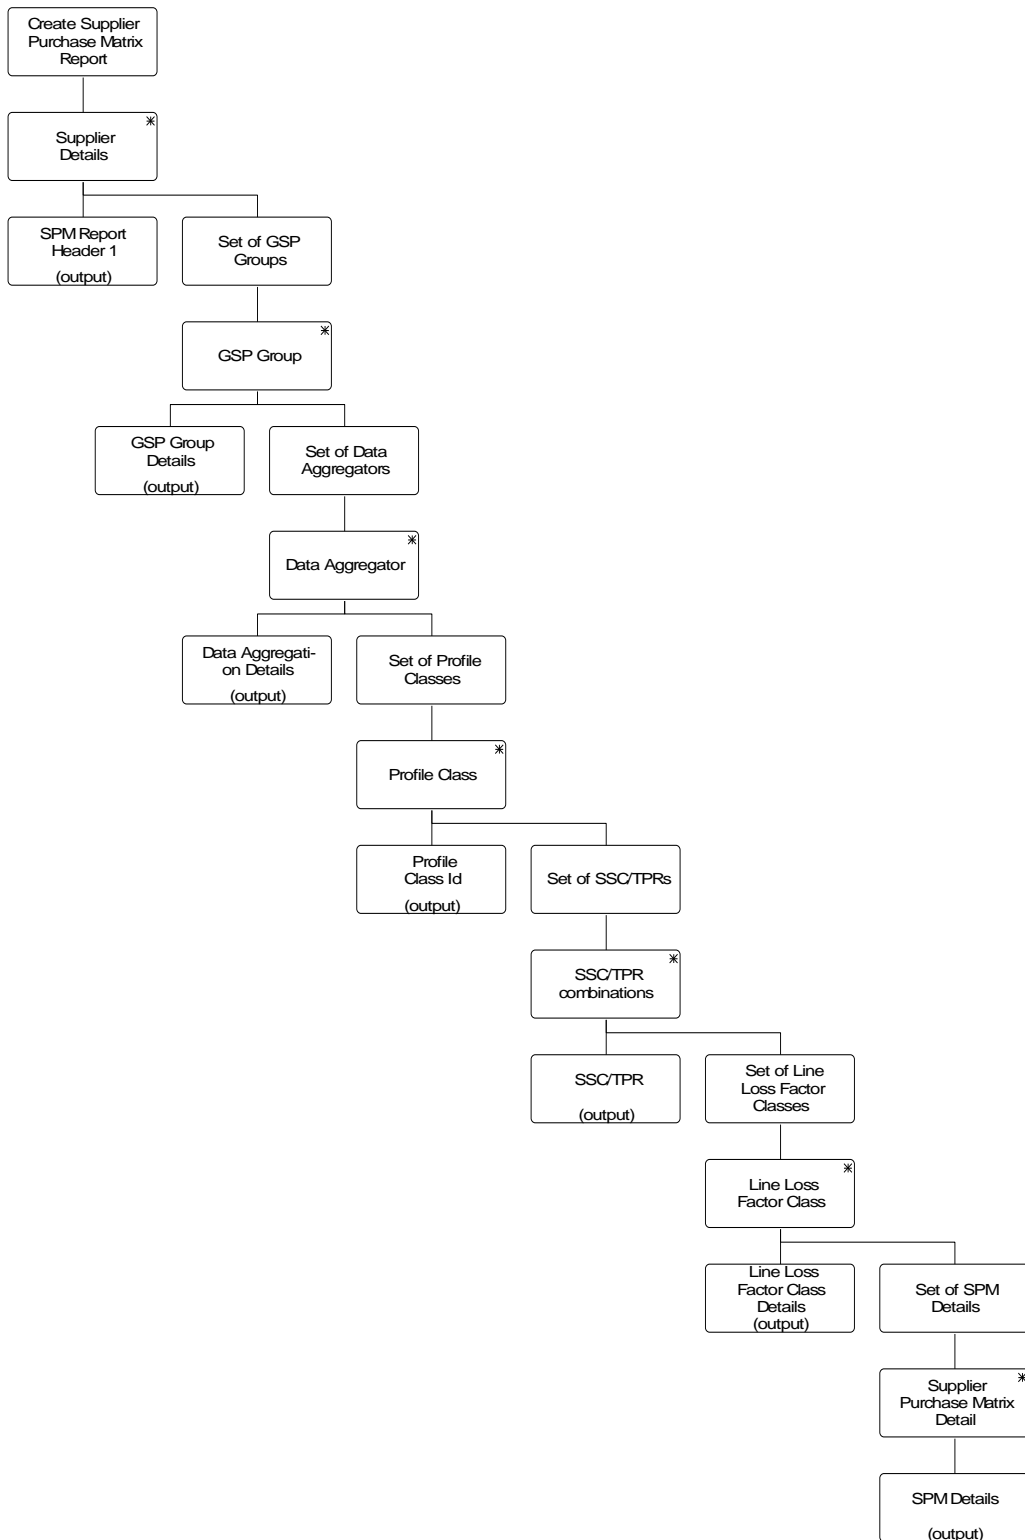 Create Supplier
Purchase Matrix
Report
Supplier
Details
SPM Report
Header 1
(output)
Set of GSP
Groups
GSP Group
GSP Group
Details
(output)
Set of Data
Aggregators
Data Aggregator
Data Aggregati-
on Details
(output)
Set of Profile
Classes
Profile Class
Profile
Class Id
(output)
Set of SSC/TPRs
SSC/TPR
combinations
SSC/TPR
(output)
Set of Line
Loss Factor
Classes
Line Loss
Factor Class
Line Loss
Factor Class
Details
(output)
Set of SPM
Details
Supplier
Purchase Matrix
Detail
SPM Details
(output)